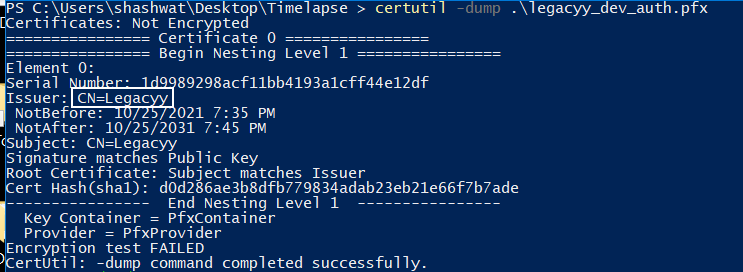 PS C:\Users\shashwat\Desktop\Timelapse > certutil -dump .\legacyy_dev_auth.pfx
Certificates: Not Encrypted
================ Certificate 0 ================
================ Begin Nesting Level 1 ================
Element 0:
Serial Number: 1d9989298acf11bb4193a1cff44e12df
Issuer: CN=Legacyy
 NotBefore: 10/25/2021 7:35 PM
 NotAfter: 10/25/2031 7:45 PM
Subject: CN=Legacyy
Signature matches Public Key
Root Certificate: Subject matches Issuer
Cert Hash(sha1): d0d286ae3b8dfb779834adab23eb21e66f7b7ade
----------------  End Nesting Level 1  ----------------
  Key Container = PfxContainer
  Provider = PfxProvider
Encryption test FAILED
CertUtil: -dump command completed successfully.